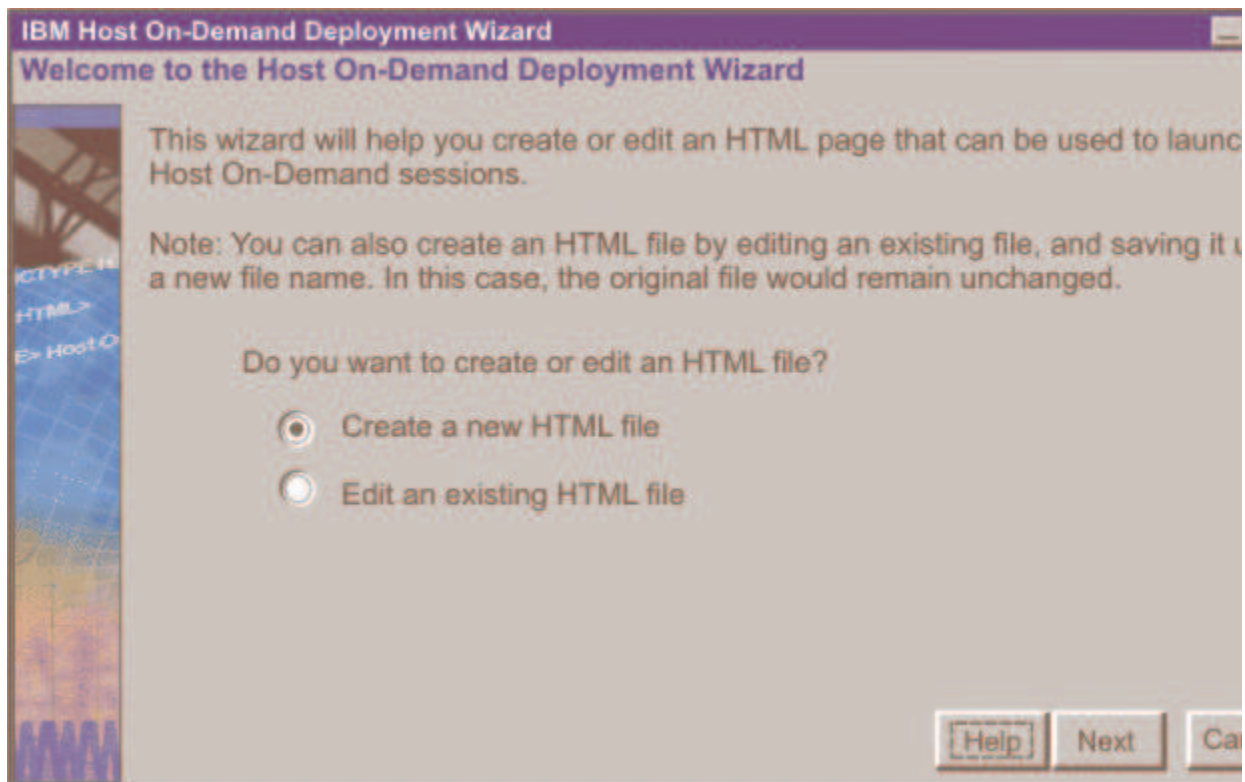 IBM Host On-Demand Deployment Wizard
Welcome to the Host On-Demand Deployment Wizard
This wizard will help you create or edit an HTML page that can be used to launc
Host On-Demand sessions.
Note: You can also create an HTML file by editing an existing file, and saving it u
a new file name. In this case, the original file would remain unchanged.
CTYPE H
HTML>
E> Host O
Do you want to create or edit an HTML file?
Create a new HTML file
Edit an existing HTML file
Help Next Ca